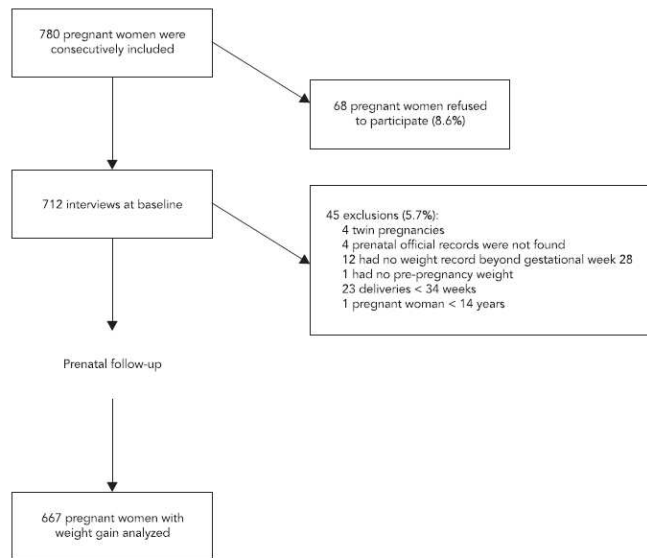 780 pregnant women were
consecutively included
68 pregnant women refused
to participate (8.6%)
712 interviews at baseline
45 exclusions (5.7%):
4 twin pregnancies
4 prenatal official records were not found
12 had no weight record beyond gestational week 28
1 had no pre-pregnancy weight
23 deliveries < 34 weeks
1 pregnant woman < 14 years
Prenatal follow-up
667 pregnant women with
weight gain analyzed